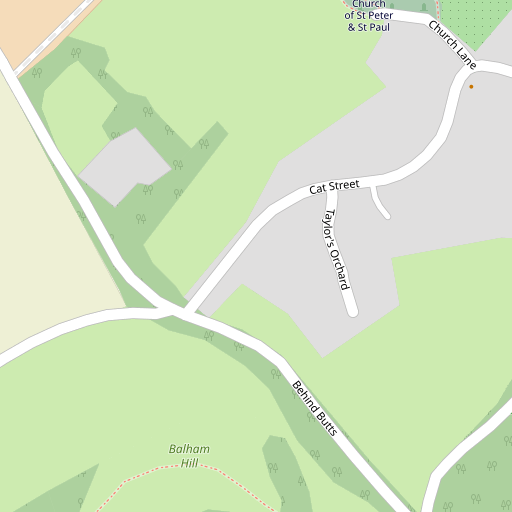 Church
of St Peter
& St Paul
Church Lane
Cat Street
Taylor's Orchard
Behind Butts
Balham
Hill